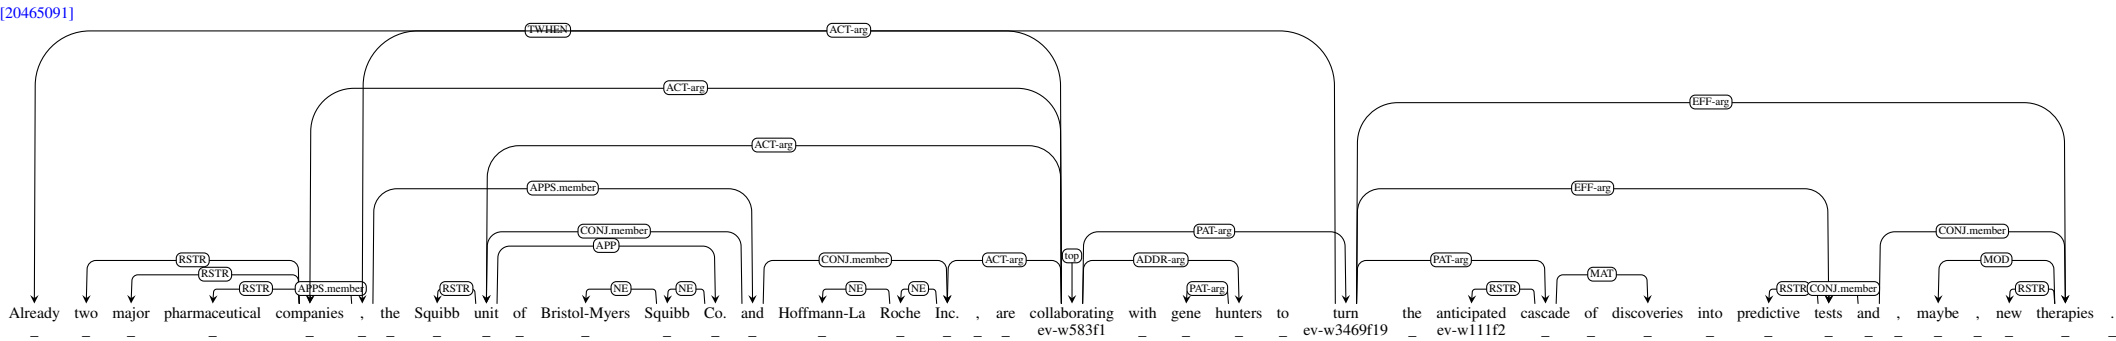 [20465091]
TWHEN ACT-arg
ACT-arg
EFF-arg
ACT-arg
APPS.member EFF-arg
CONJ.member PAT-arg CONJ.member
APP
RSTR CONJ.member ACT-arg top ADDR-arg PAT-arg MOD
RSTR MAT
RSTR APPS.member RSTR NE NE NE NE PAT-arg RSTR RSTR CONJ.member RSTR
Already two major pharmaceutical companies , the Squibb unit of Bristol-Myers Squibb Co. and Hoffmann-La Roche Inc. , are collaborating with gene hunters to turn the anticipated cascade of discoveries into predictive tests and , maybe , new therapies .
ev-w583f1 ev-w3469f19 ev-w111f2